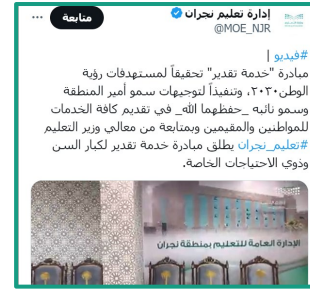 إدارة تعليم نجران
@MOE_NJR
متابعة
#فيديو |
مبادرة "خدمة تقدير" تحقيقاً لمستهدفات رؤية
الوطن٢٠٣٠، وتنفيذاً لتوجيهات سمو أمير المنطقة
وسمو نائبه _حفظهما الله_ في تقديم كافة الخدمات
للمواطنين والمقيمين وبمتابعة من معالي وزير التعليم
#تعليم_نجران يطلق مبادرة خدمة تقدير لكبار السن
وذوي الاحتياجات الخاصة.
الإدارة العامة للتعليم بمنطقة نجران